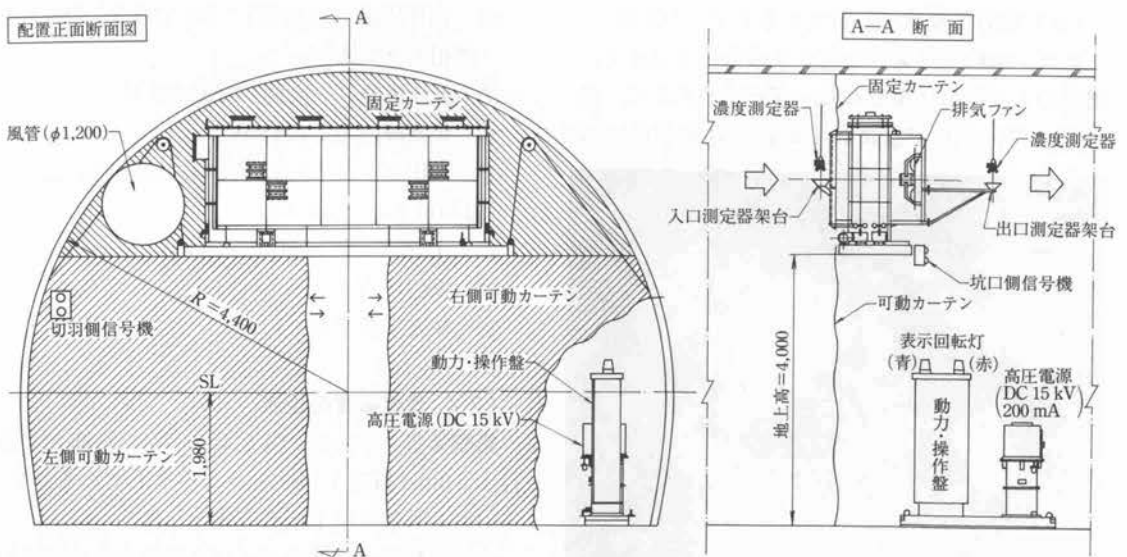 配置正面断面図
A
固定カーテン
風管(φ1,200)
切羽側信号機
R=4,400
右側可動カーテン
動力・操作盤
SL
高圧電源(DC 15 kV)
左側可動カーテン
1,980
A
A―A 断 面
固定カーテン
濃度測定器
排気ファン
濃度測定器
入口測定器架台
出口測定器架台
坑口側信号機
可動カーテン
地上高=4,000
表示回転灯
(青)
(赤)
高圧電源
(DC 15 kV
200 mA)
動力・操作盤